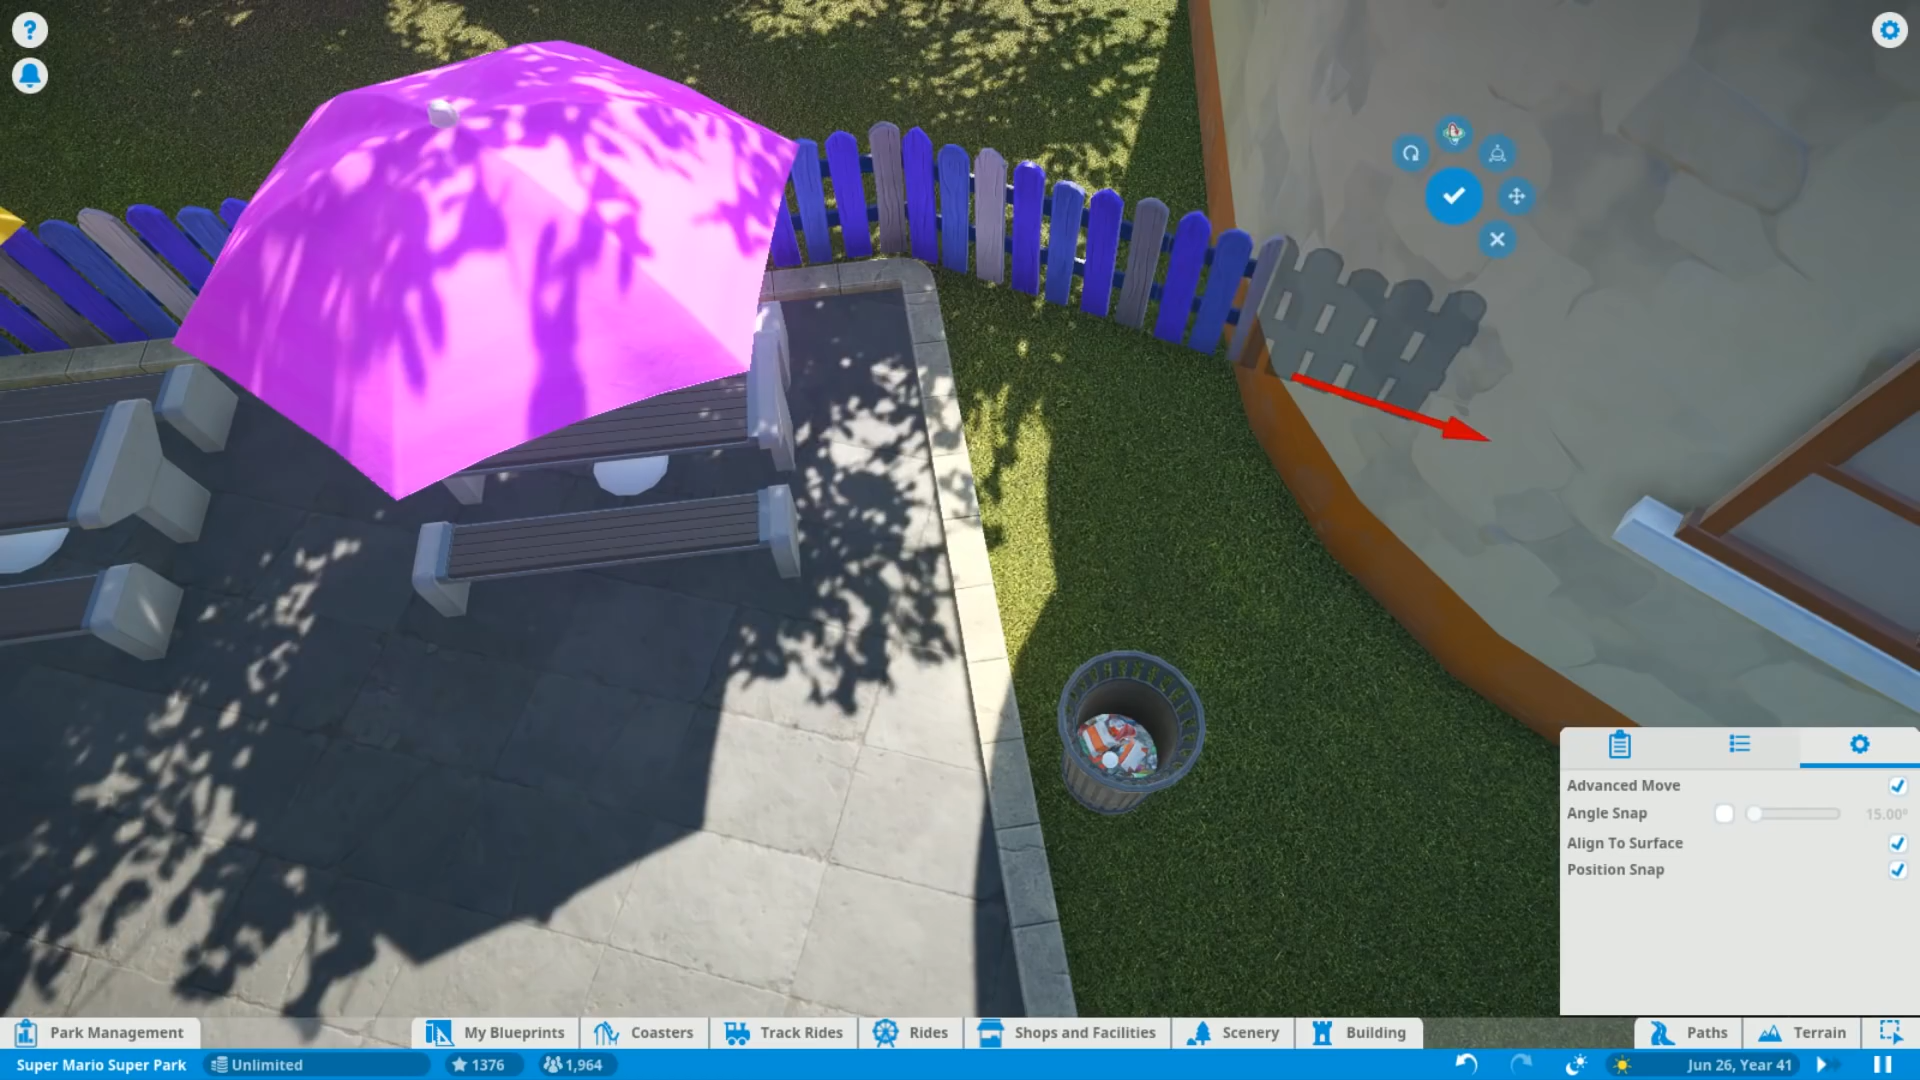 ?
Advanced Move
Angle Snap 15.00°
Align To Surface
Position Snap
Park Management My Blueprints Coasters Track Rides Rides Shops and Facilities Scenery Building Paths Terrain
Super Mario Super Park Unlimited 1376 1,964 Jun 26, Year 41